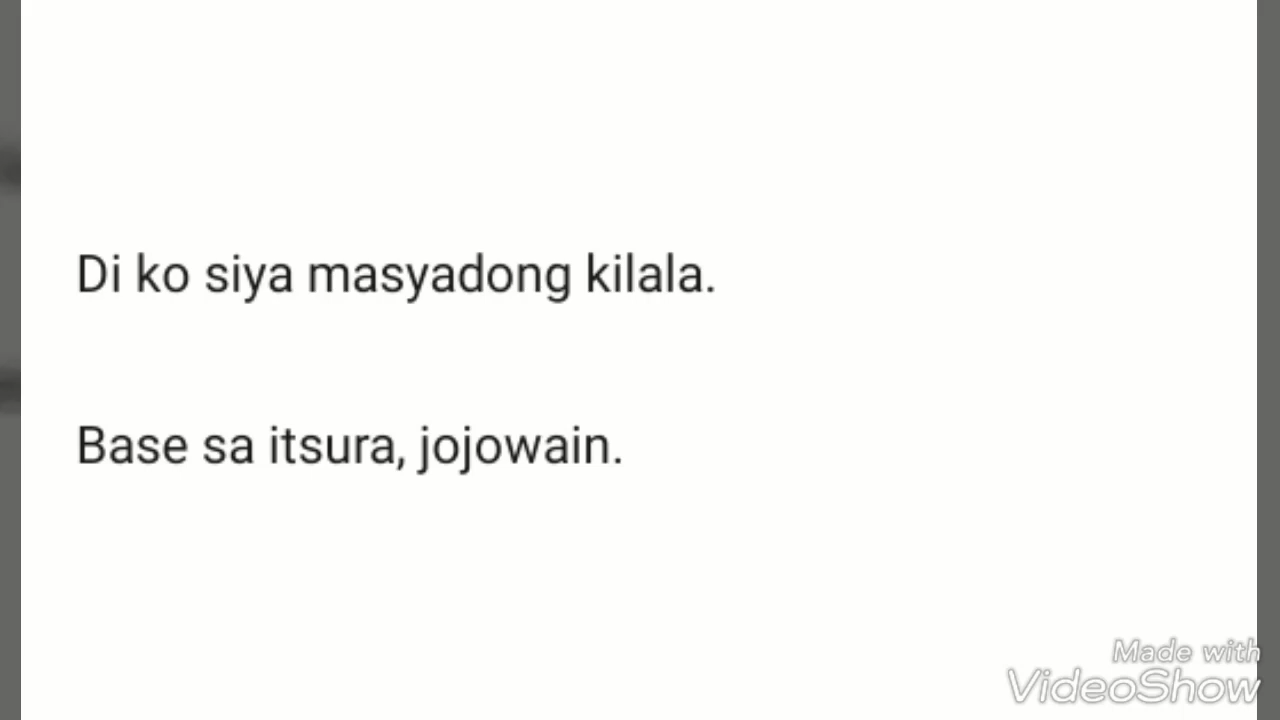 Di ko siya masyadong kilala.
Base sa itsura, jojowain.
Made with
VideoShow